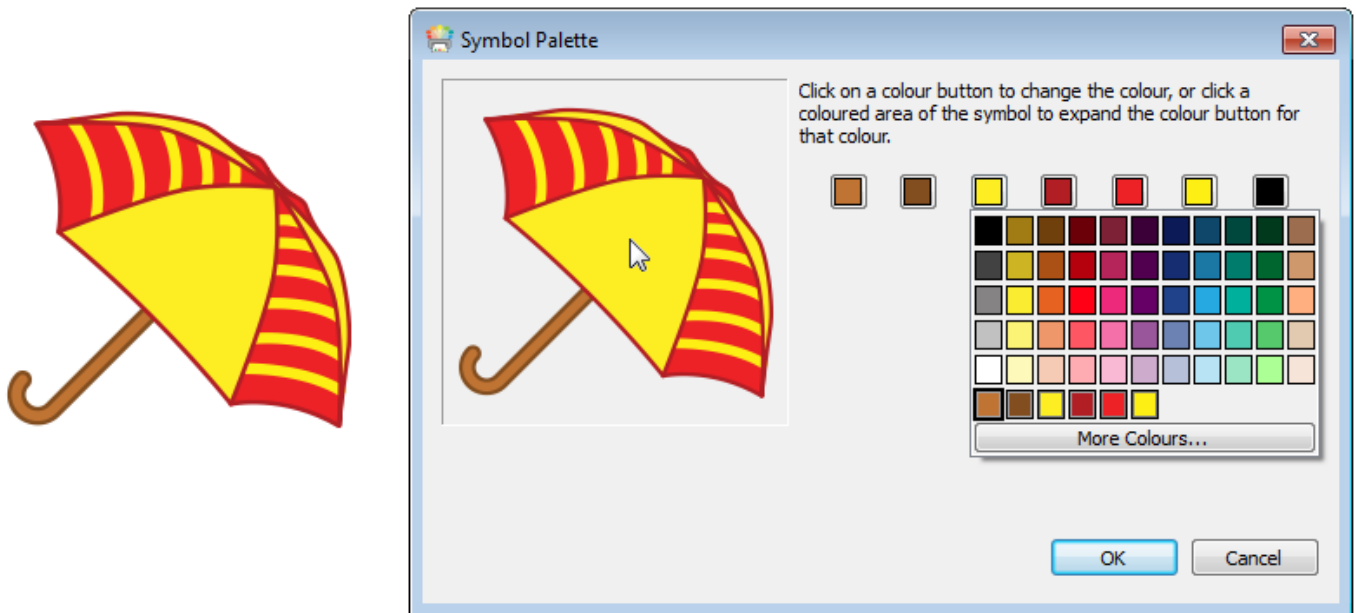 Symbol Palette
Click on a colour button to change the colour, or click a
coloured area of the symbol to expand the colour button for
that colour.
More Colours...
OK
Cancel